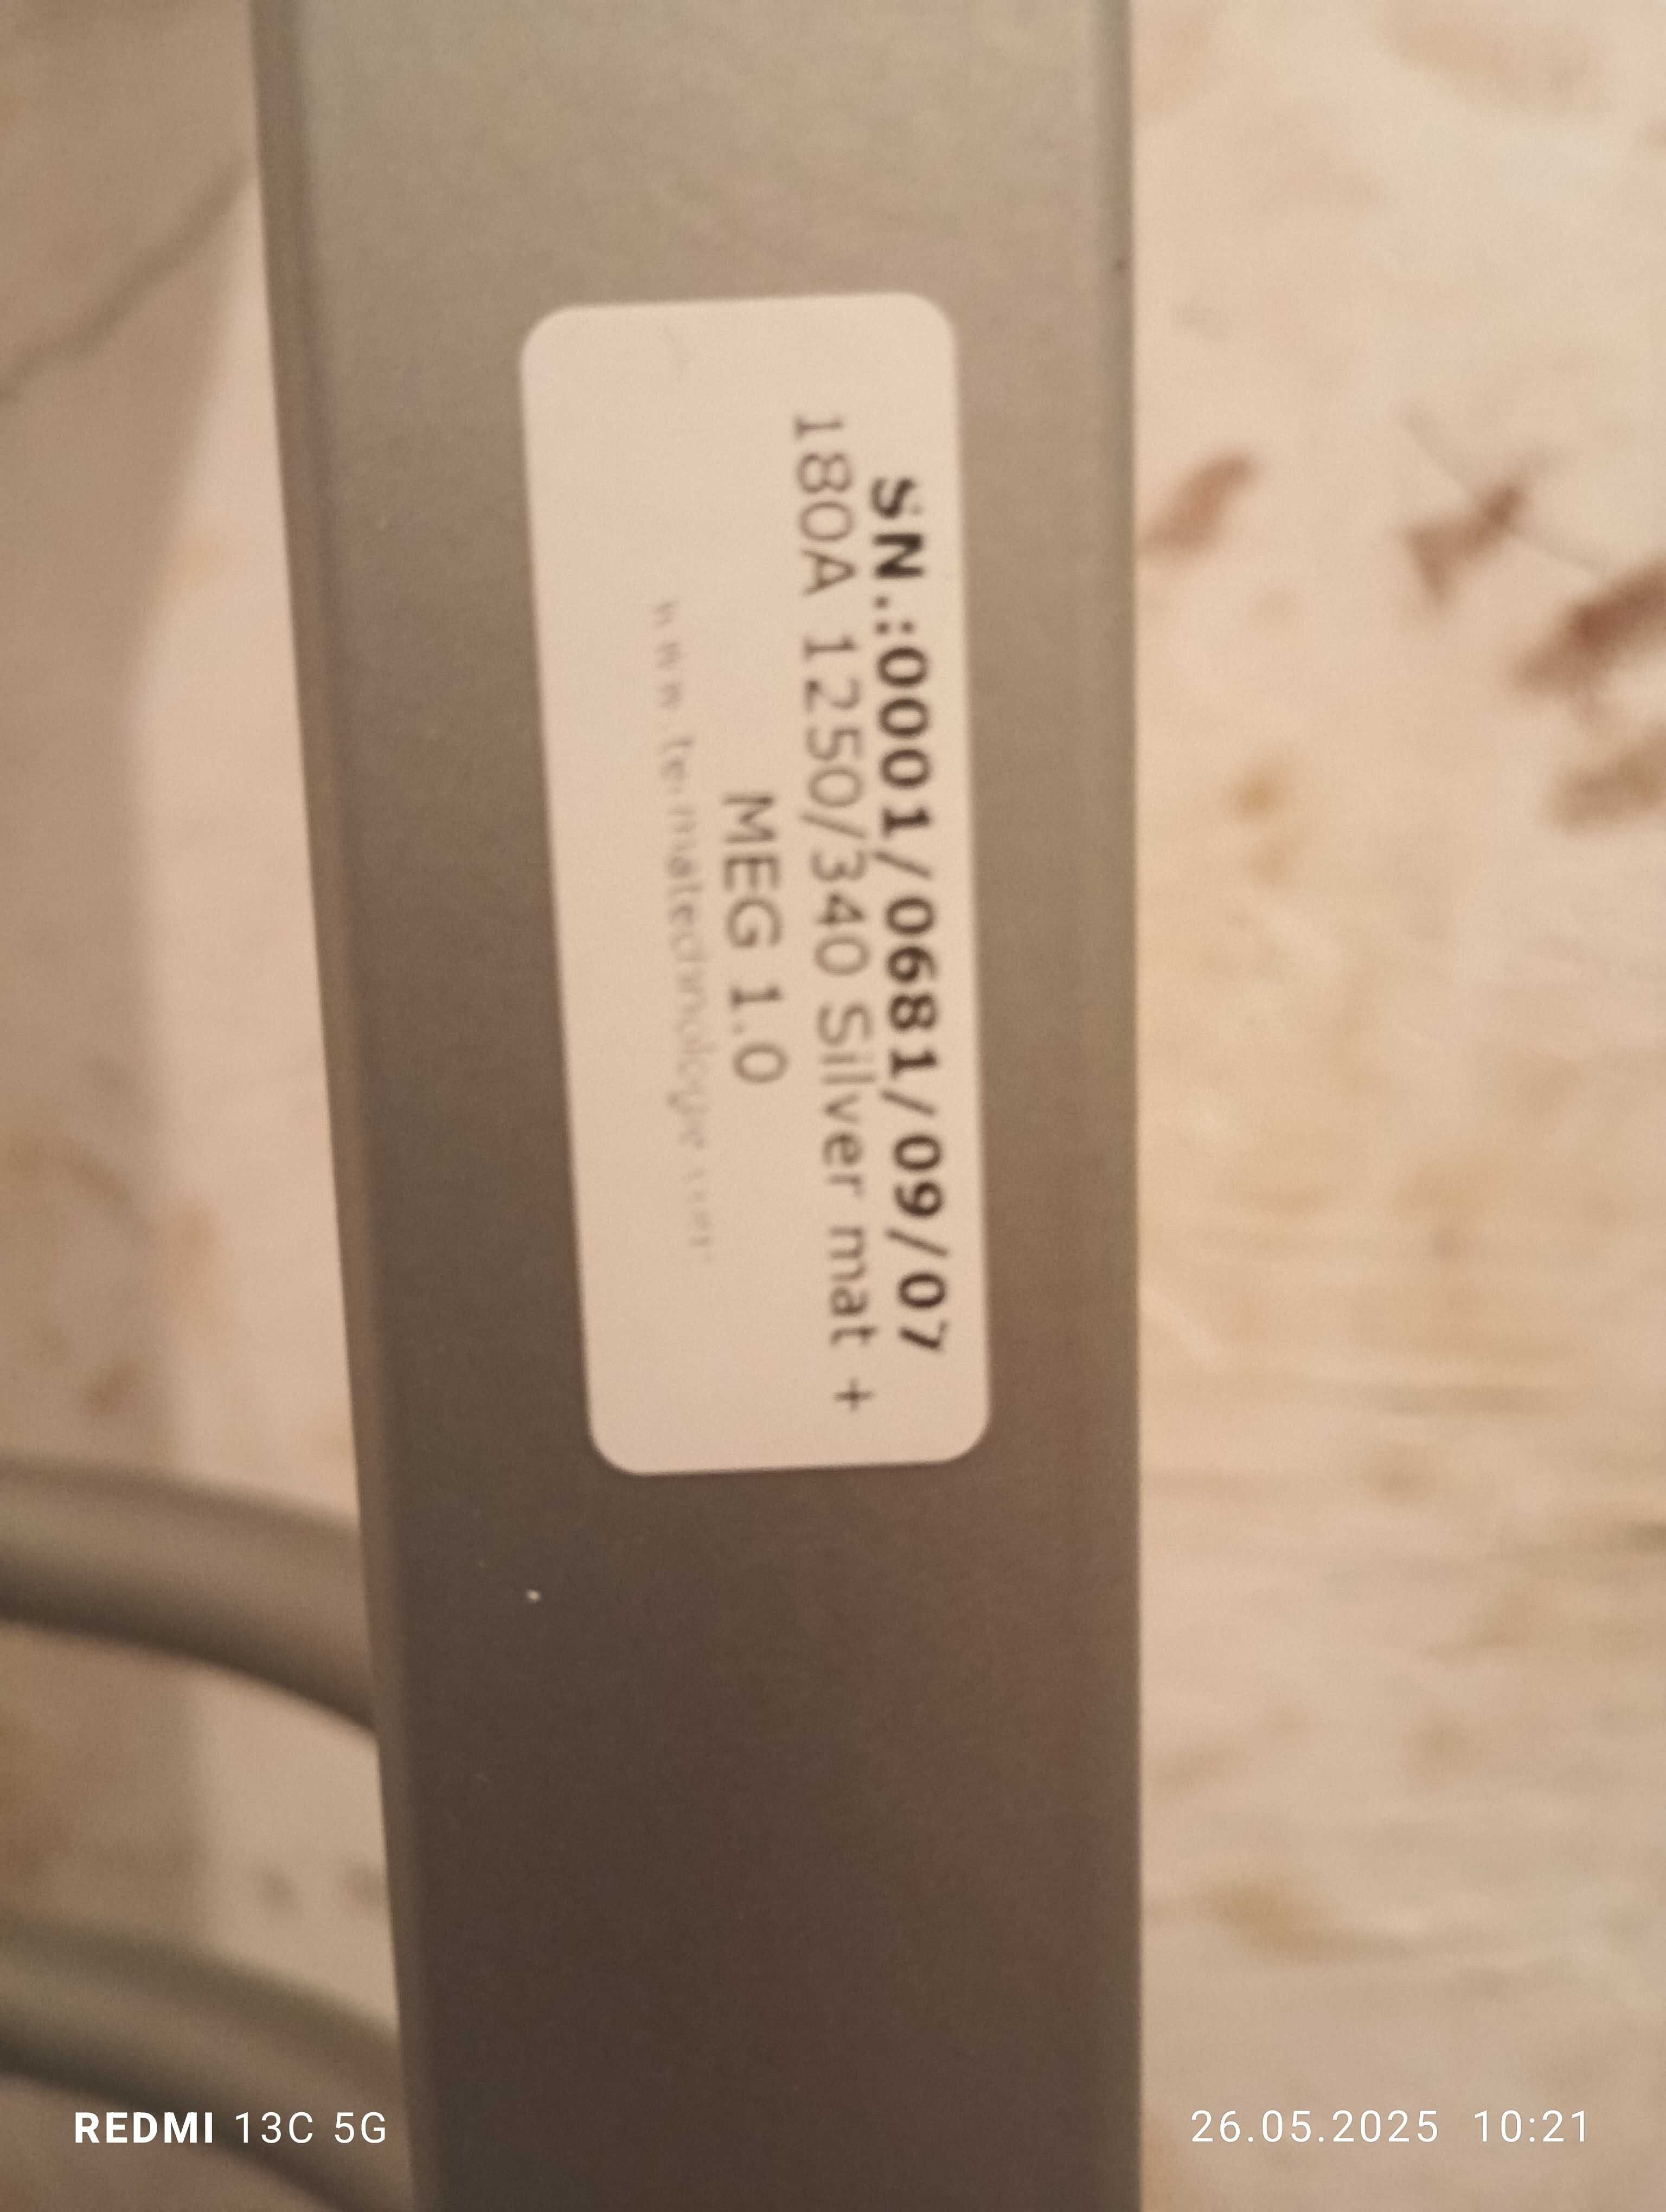 SN.:0001/0681/09/07
180A 1250/340 Silver mat +
MEG 1.0
REDMI 13C 5G
26.05.2025 10:21